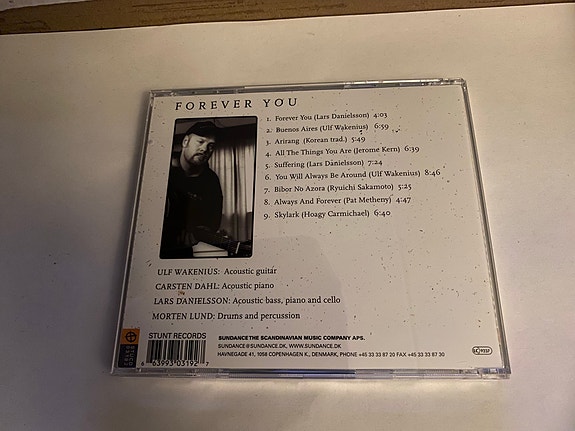 FOREVER YOU
1. Forever You (Lars Danielsson) 4:03
2. Buenos Aires (Ulf Wakenius) 6:59
3. Arirang (Korean trad.) 5:49
4. All The Things You Are (Jerome Kern) 6:39
5. Suffering (Lars Danielsson) 7:24
6. You Will Always Be Around (Ulf Wakenius) 8:46
7. Bibor No Azora (Ryuichi Sakamoto) 5:25
8. Always And Forever (Pat Metheny) 4:47
9. Skylark (Hoagy Carmichael) 6:40
ULF WAKENIUS: Acoustic guitar
CARSTEN DAHL: Acoustic piano
LARS DANIELSSON: Acoustic bass, piano and cello
MORTEN LUND: Drums and percussion
STUNT RECORDS
SUNDANCE THE SCANDINAVIAN MUSIC COMPANY APS.
SUNDANCE@SUNDANCE.DK, WWW.SUNDANCE.DK
HAVNEGADE 41, 1058 COPENHAGEN K., DENMARK, PHONE +45 33 33 87 20 FAX +45 33 33 87 30
6 63993 03192 7